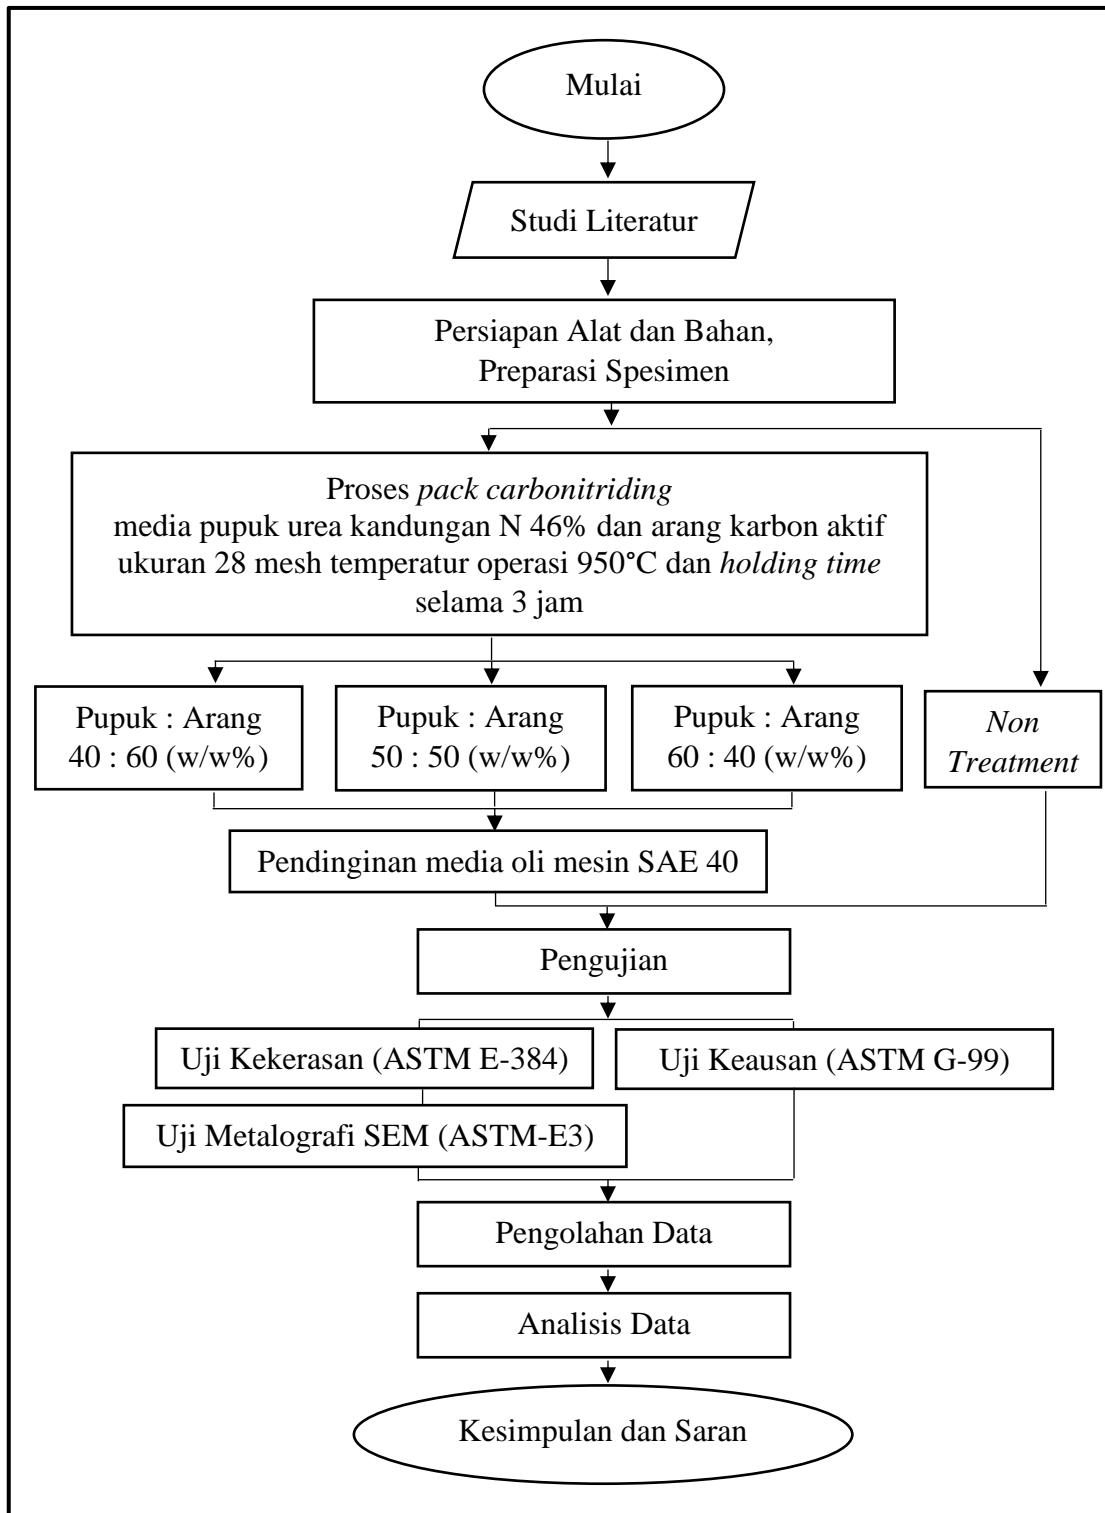 Mulai
Studi Literatur
Persiapan Alat dan Bahan,
Preparasi Spesimen
Proses pack carbonitriding
media pupuk urea kandungan N 46% dan arang karbon aktif
ukuran 28 mesh temperatur operasi 950°C dan holding time
selama 3 jam
Pupuk : Arang
40 : 60 (w/w%)
Pupuk : Arang
50 : 50 (w/w%)
Pupuk : Arang
60 : 40 (w/w%)
Non
Treatment
Pendinginan media oli mesin SAE 40
Pengujian
Uji Kekerasan (ASTM E-384)
Uji Keausan (ASTM G-99)
Uji Metalografi SEM (ASTM-E3)
Pengolahan Data
Analisis Data
Kesimpulan dan Saran